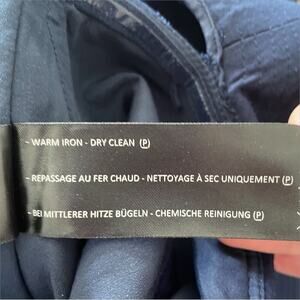 - WARM IRON - DRY CLEAN Ⓟ
- REPASSAGE AU FER CHAUD - NETTOYAGE À SEC UNIQUEMENT Ⓟ
- BEI MITTLERER HITZE BÜGELN - CHEMISCHE REINIGUNG Ⓟ